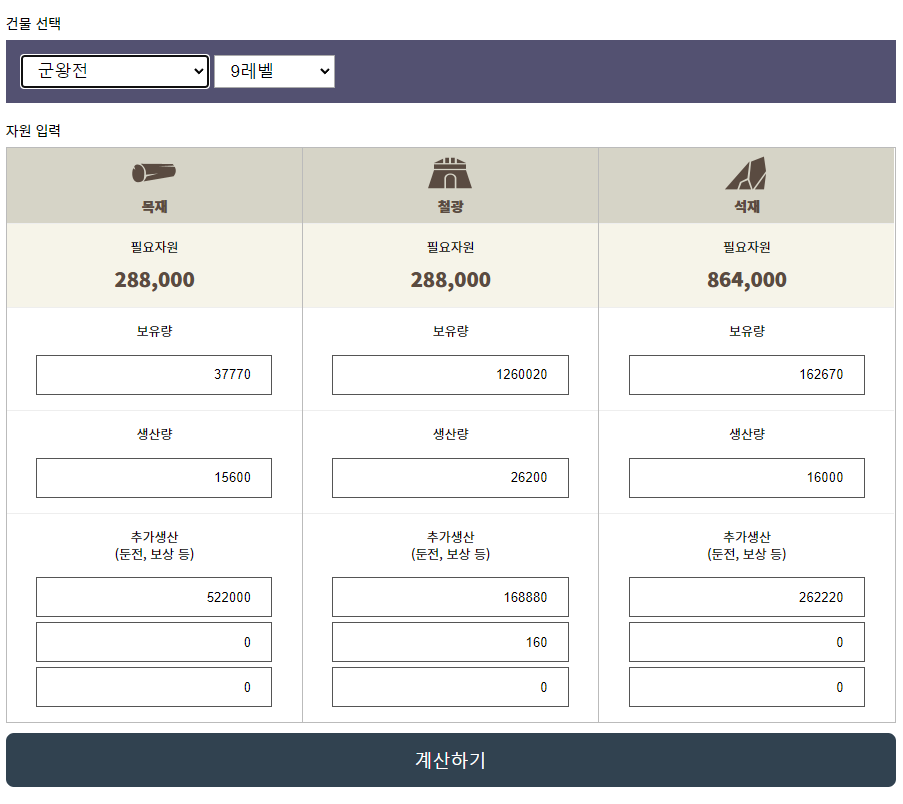 건물 선택
군왕전 9레벨
자원 입력
목재 철광 석재
필요자원 필요자원 필요자원
288,000 288,000 864,000
보유량 보유량 보유량
37770 1260020 162670
생산량 생산량 생산량
15600 26200 16000
추가생산 추가생산 추가생산
(둔전, 보상 등) (둔전, 보상 등) (둔전, 보상 등)
522000 168880 262220
0 160 0
0 0 0
계산하기